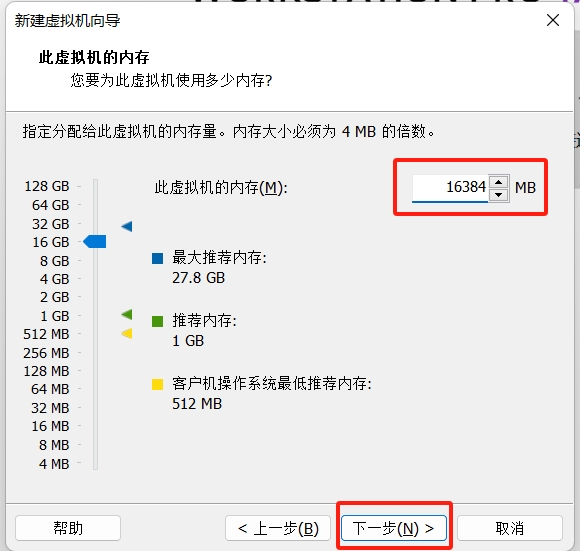 新建虚拟机向导
此虚拟机的内存
您要为此虚拟机使用多少内存?
指定分配给此虚拟机的内存量。内存大小必须为 4 MB 的倍数。
128 GB
64 GB
32 GB
16 GB
8 GB
4 GB
2 GB
1 GB
512 MB
256 MB
128 MB
64 MB
32 MB
16 MB
8 MB
4 MB
此虚拟机的内存(M):
16384 MB
最大推荐内存:
27.8 GB
推荐内存:
1 GB
客户机操作系统最低推荐内存:
512 MB
帮助
< 上一步(B)
下一步(N) >
取消